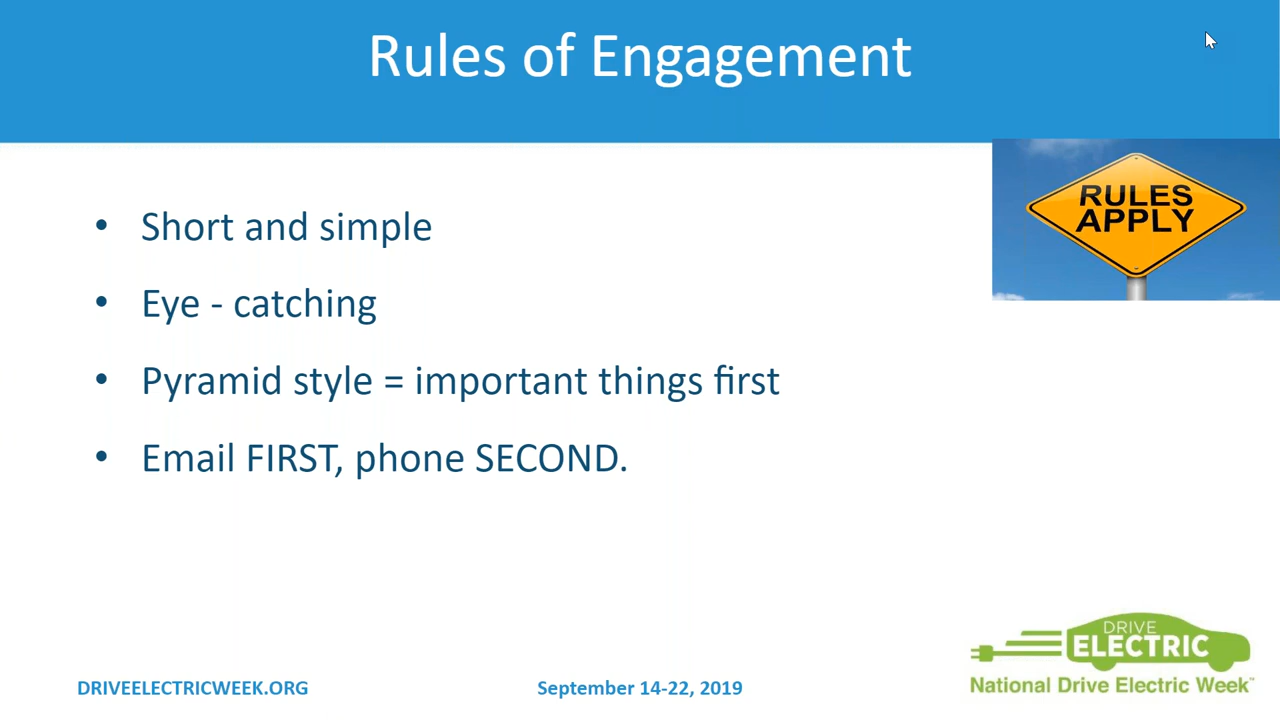 Rules of Engagement
RULES
APPLY
• Short and simple
• Eye - catching
• Pyramid style = important things first
• Email FIRST, phone SECOND.
DRIVE
ELECTRIC
National Drive Electric Week™
DRIVEELECTRICWEEK.ORG
September 14-22, 2019